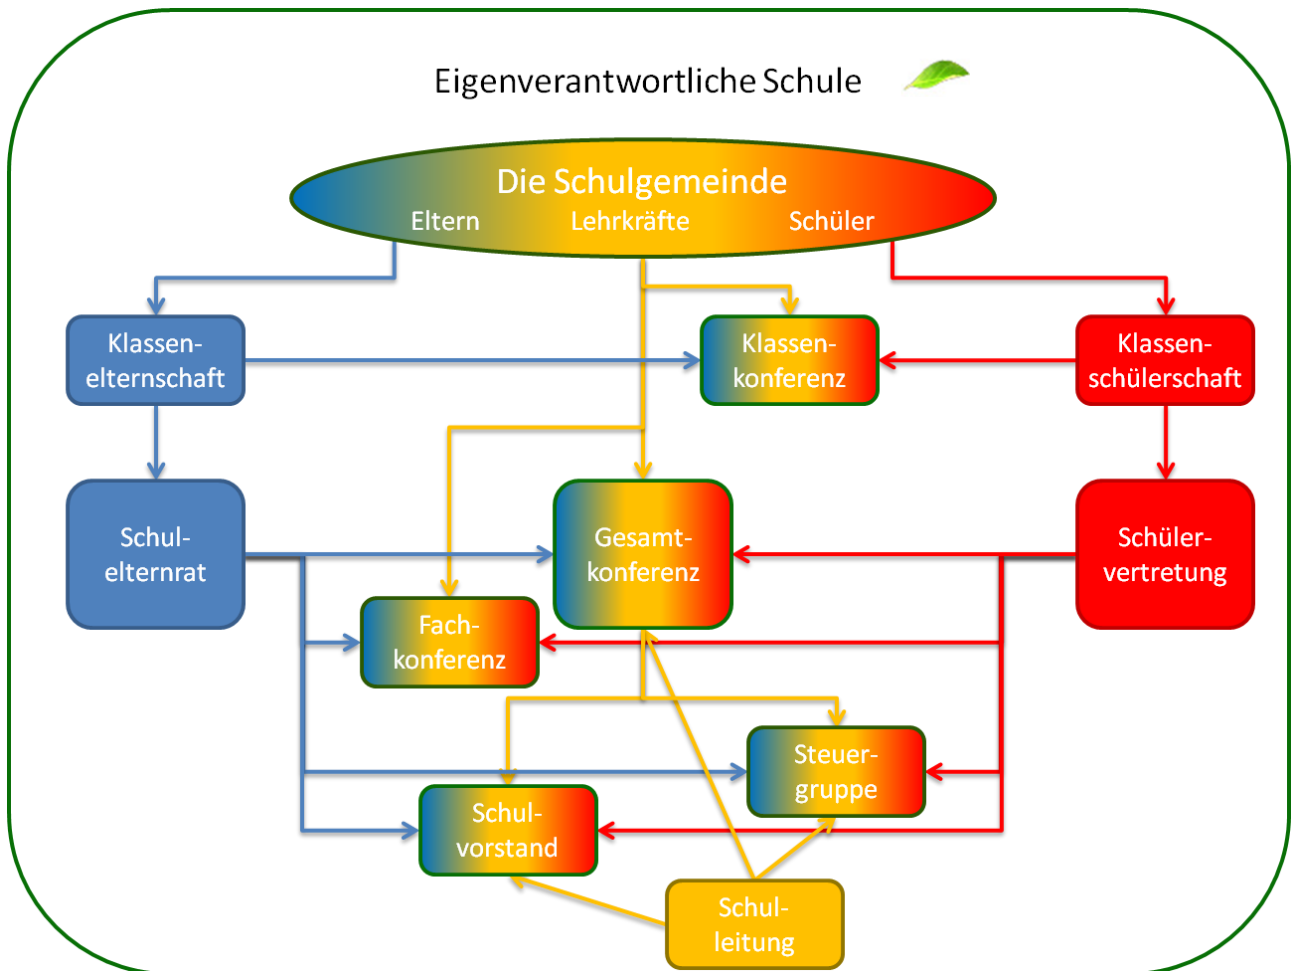 Eigenverantwortliche Schule
Die Schulgemeinde
Eltern Lehrkräfte Schüler
Klassen-
elternschaft
Klassen-
konferenz
Klassen-
schülerschaft
Schul-
elternrat
Gesamt-
konferenz
Schüler-
vertretung
Fach-
konferenz
Steuer-
gruppe
Schul-
vorstand
Schul-
leitung